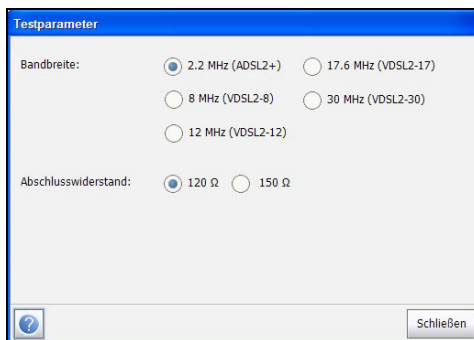 Testparameter
Bandbreite:
2.2 MHz (ADSL2+) 17.6 MHz (VDSL2-17)
8 MHz (VDSL2-8) 30 MHz (VDSL2-30)
12 MHz (VDSL2-12)
Abschlusswiderstand: 120 Ω 150 Ω
?
Schließen